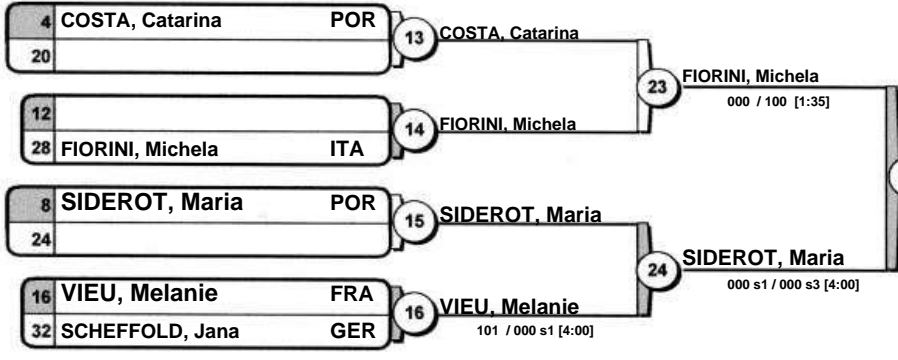 4 COSTA, Catarina POR
20
13
COSTA, Catarina
12
28 FIORINI, Michela ITA
14
FIORINI, Michela
23
FIORINI, Michela
000 / 100 [1:35]
8 SIDEROT, Maria POR
24
15
SIDEROT, Maria
16 VIEU, Melanie FRA
32 SCHEFFOLD, Jana GER
16
VIEU, Melanie
101 / 000 s1 [4:00]
24
SIDEROT, Maria
000 s1 / 000 s3 [4:00]